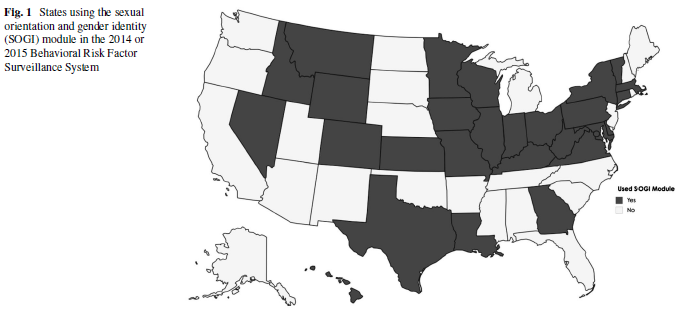 Fig. 1 States using the sexual
orientation and gender identity
(SOGI) module in the 2014 or
2015 Behavioral Risk Factor
Surveillance System
Used SOGI Module
Yes
No